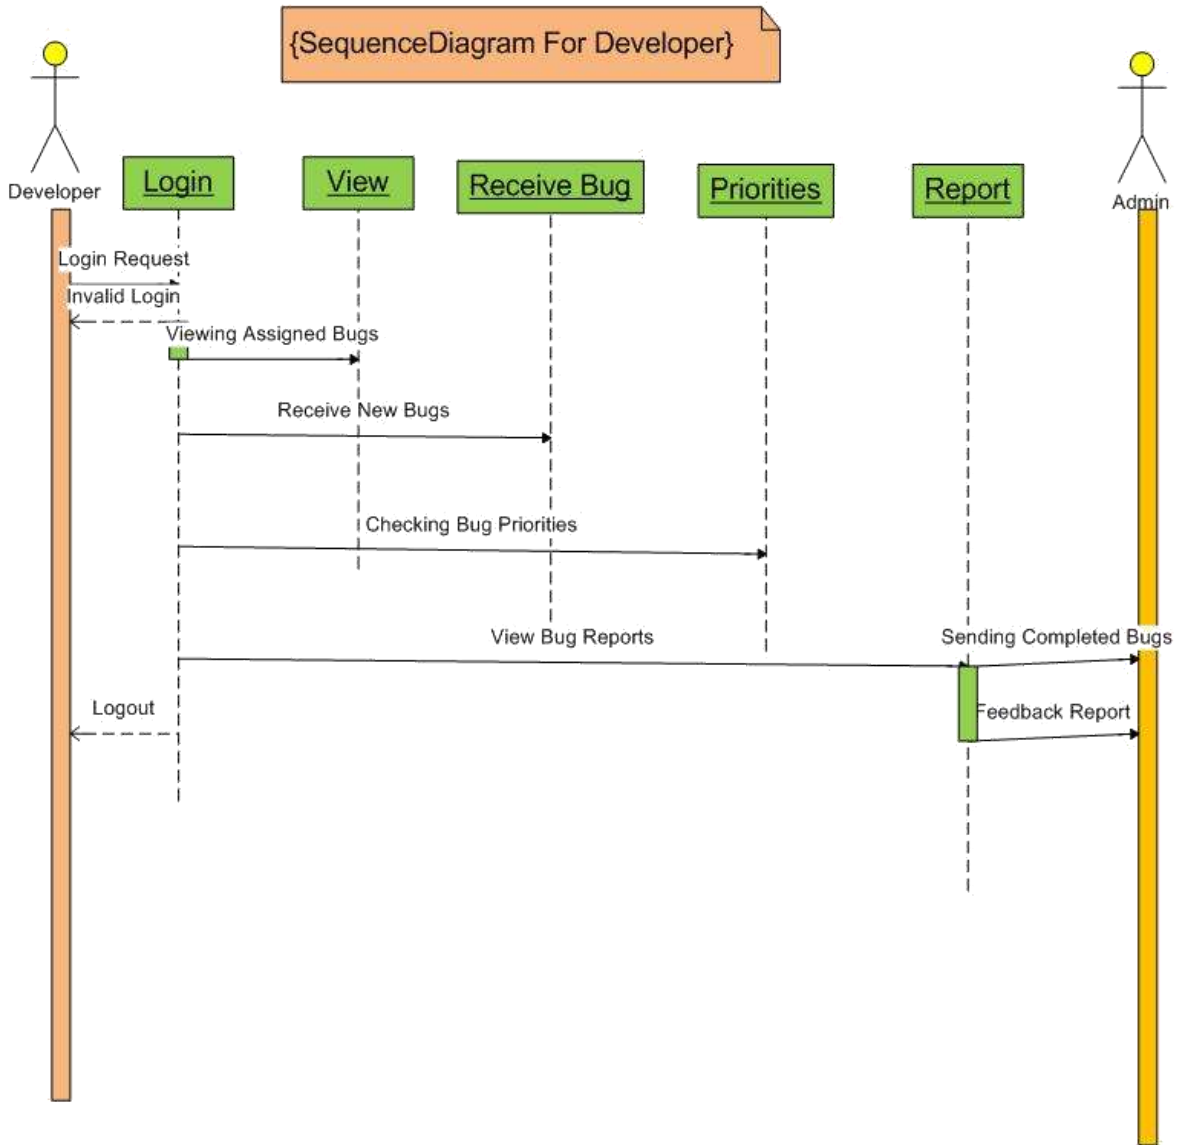 {SequenceDiagram For Developer}
Developer
Login
View
Receive Bug
Priorities
Report
Admin
Login Request
Invalid Login
Viewing Assigned Bugs
Receive New Bugs
Checking Bug Priorities
View Bug Reports
Sending Completed Bugs
Logout
Feedback Report